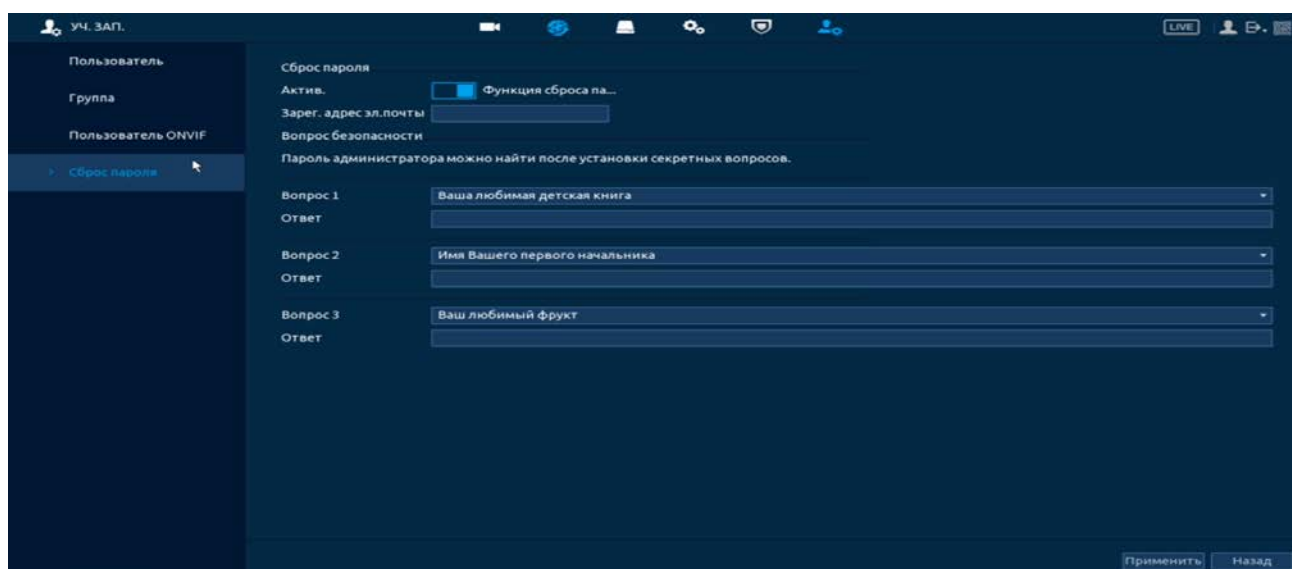 УЧ. ЗАП.
LIVE
Пользователь
Группа
Пользователь ONVIF
Сброс пароля
Сброс пароля
Актив.
Функция сброса па...
Зарег. адрес эл.почты
Вопрос безопасности
Пароль администратора можно найти после установки секретных вопросов.
Вопрос 1
Ваша любимая детская книга
Ответ
Вопрос 2
Имя Вашего первого начальника
Ответ
Вопрос 3
Ваш любимый фрукт
Ответ
Применить
Назад